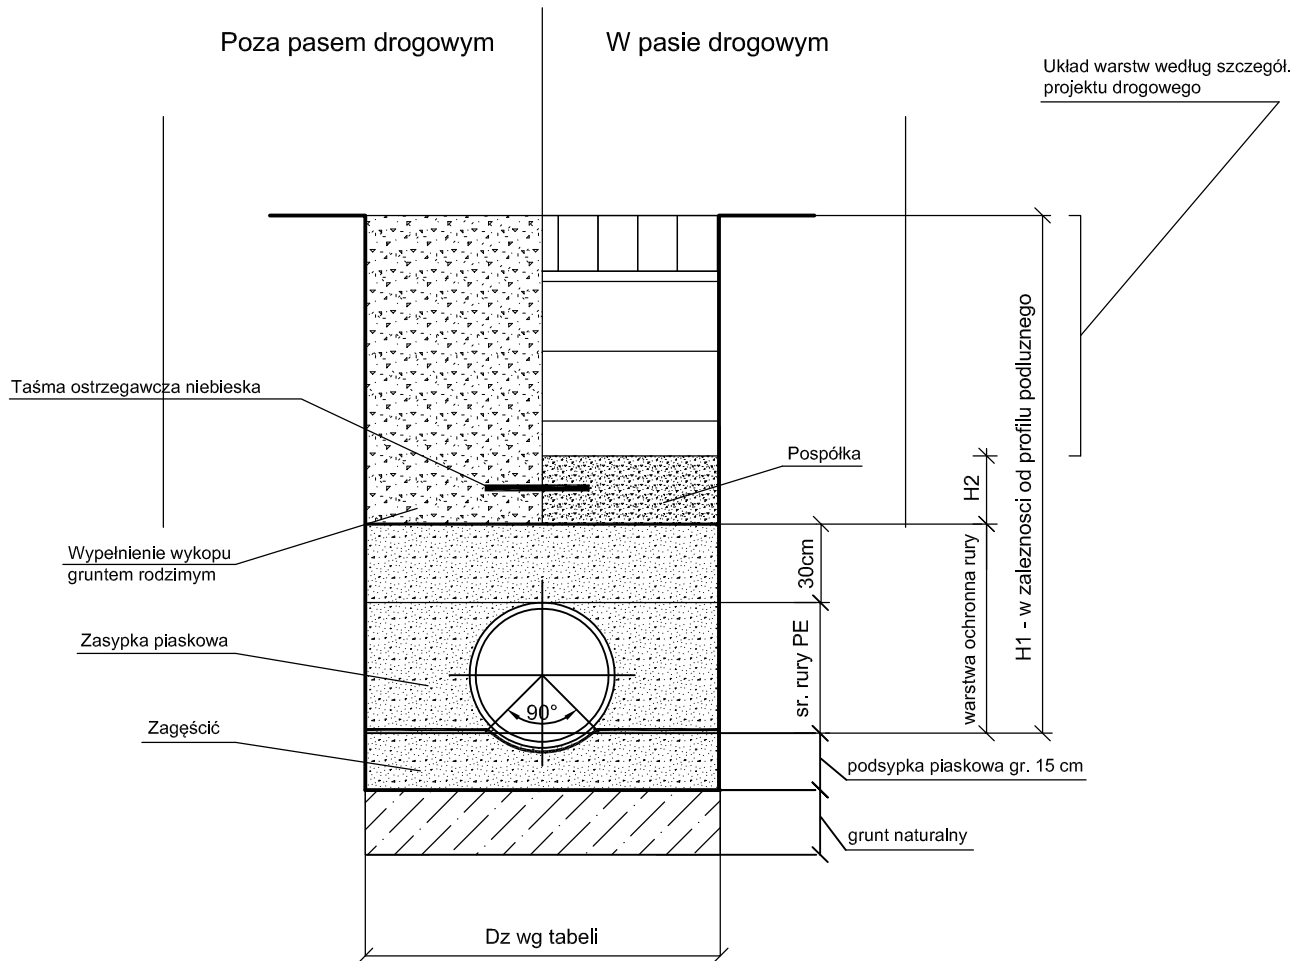 Poza pasem drogowym
W pasie drogowym
Układ warstw według szczegół.
projektu drogowego
Taśma ostrzegawcza niebieska
Pospółka
Wypełnienie wykopu
gruntem rodzimym
Zasypka piaskowa
Zagęścić
90°
30cm
sr. rury PE
H2
warstwa ochronna rury
H1 - w zaleznosci od profilu podluznego
podsypka piaskowa gr. 15 cm
grunt naturalny
Dz wg tabeli